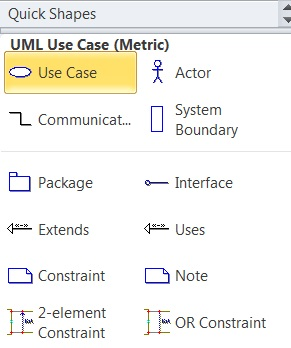 Quick Shapes
UML Use Case (Metric)
Use Case
Actor
Communicat...
System
Boundary
Package
Interface
Extends
Uses
Constraint
Note
2-element
Constraint
OR Constraint